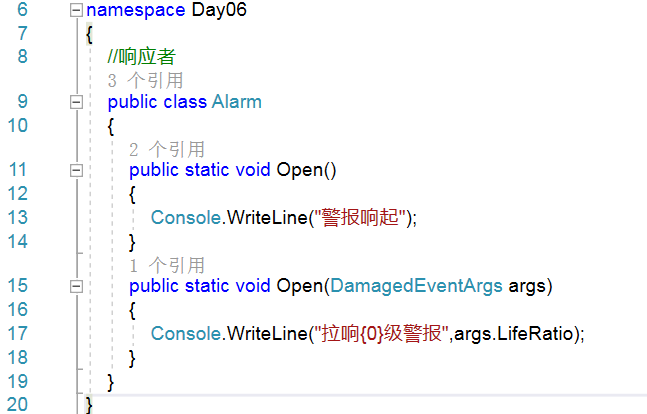 6 namespace Day06
7 {
8 //响应者
3 个引用
9 public class Alarm
10 {
2 个引用
11 public static void Open()
12 {
13 Console.WriteLine("警报响起");
14 }
1 个引用
15 public static void Open(DamagedEventArgs args)
16 {
17 Console.WriteLine("拉响{0}级警报",args.LifeRatio);
18 }
19 }
20 }